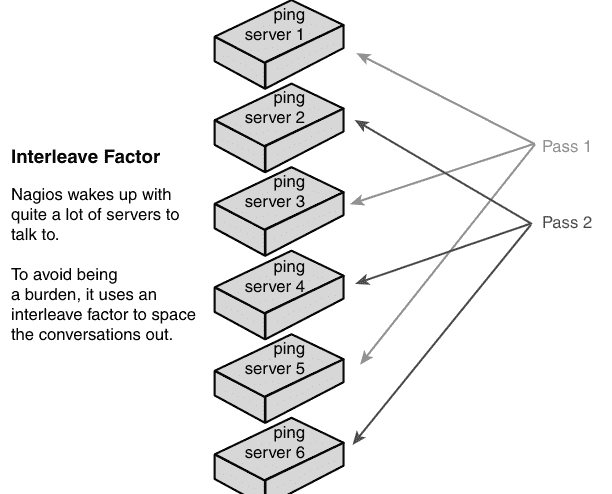 ping
server 1
ping
server 2
Interleave Factor
Pass 1
Nagios wakes up with
quite a lot of servers to
talk to.
ping
server 3
Pass 2
To avoid being
a burden, it uses an
interleave factor to space
the conversations out.
ping
server 4
ping
server 5
ping
server 6